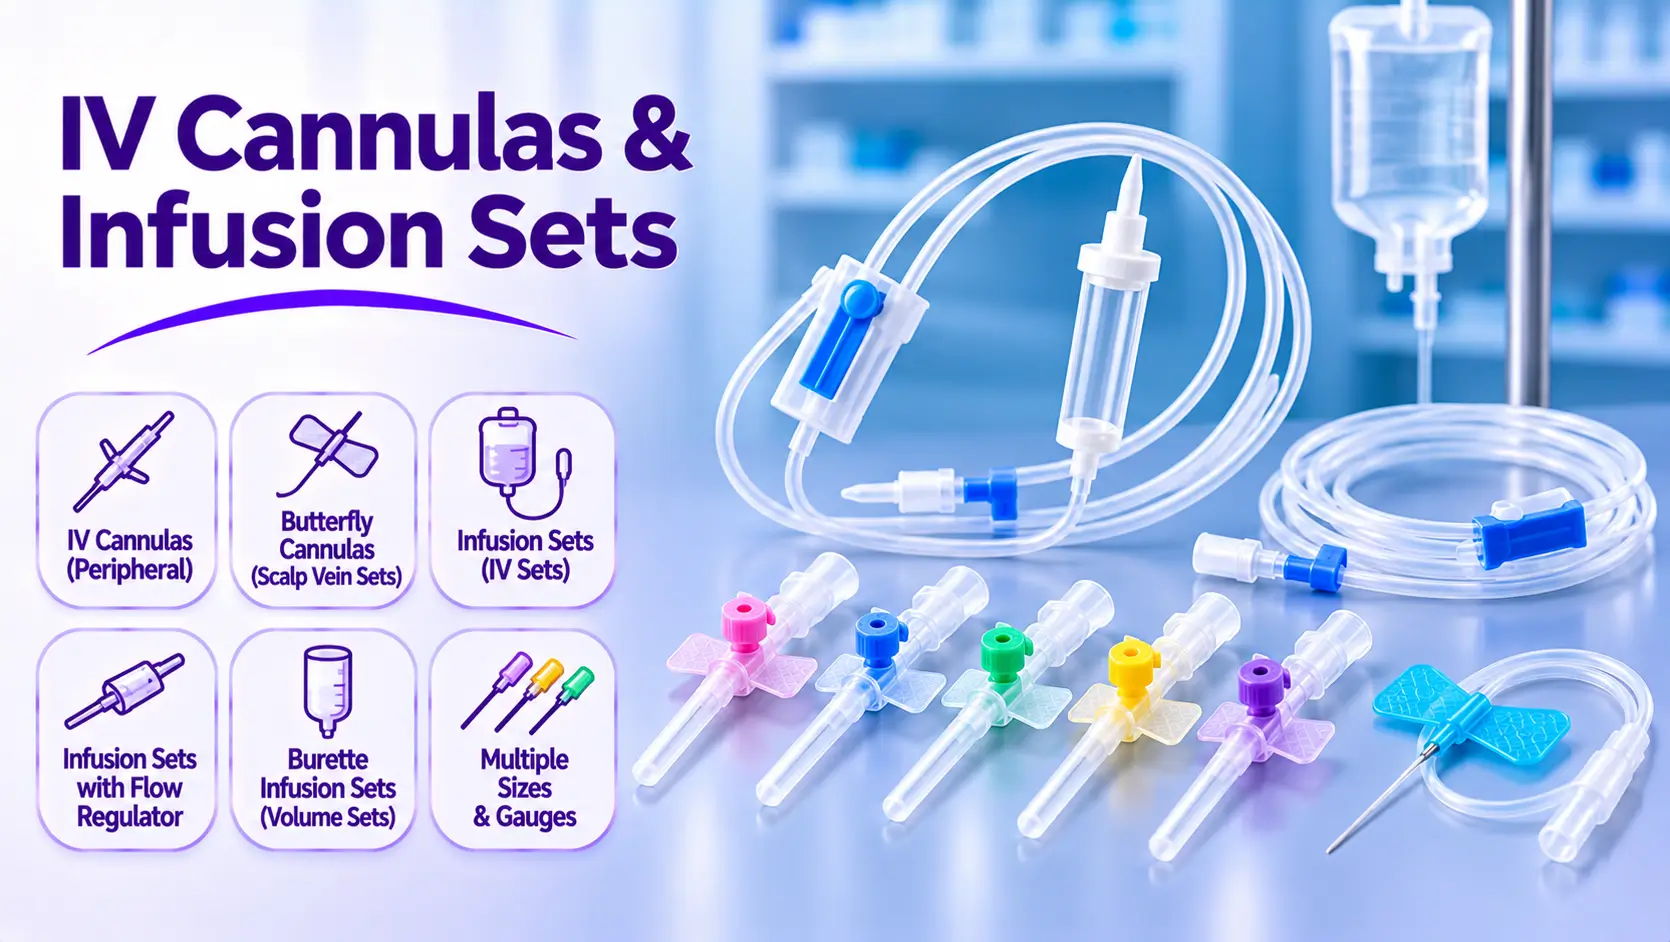 IV Cannulas &
Infusion Sets
IV Cannulas
(Peripheral)
Butterfly
Cannulas
(Scalp Vein Sets)
Infusion Sets
(IV Sets)
Infusion Sets
with Flow
Regulator
Burette
Infusion Sets
(Volume Sets)
Multiple
Sizes
& Gauges